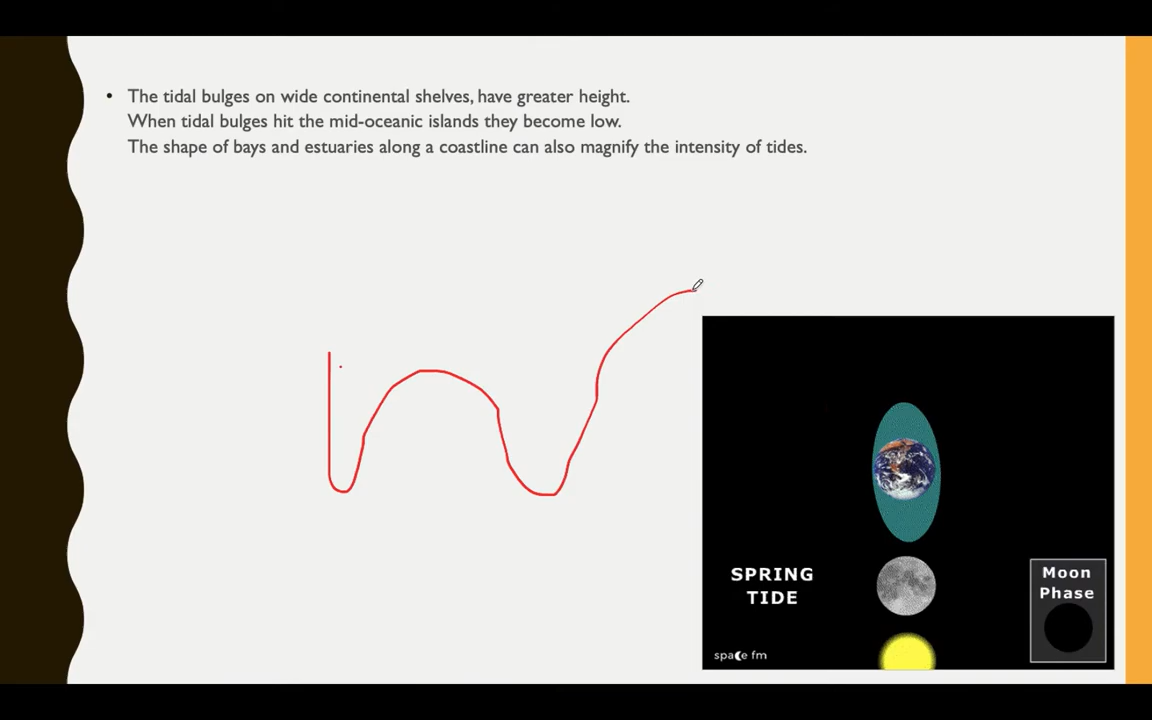 • The tidal bulges on wide continental shelves, have greater height.
When tidal bulges hit the mid-oceanic islands they become low.
The shape of bays and estuaries along a coastline can also magnify the intensity of tides.
SPRING
TIDE
Moon
Phase
space fm